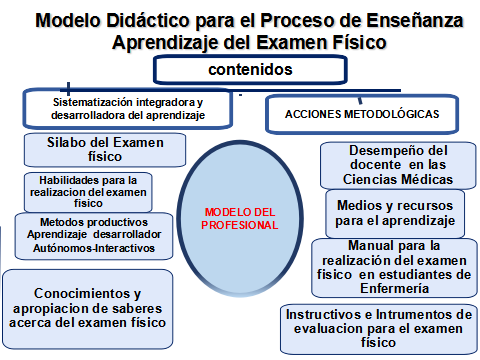 Modelo Didáctico para el Proceso de Enseñanza
Aprendizaje del Examen Físico
contenidos
Sistematización integradora y
desarrolladora del aprendizaje
ACCIONES METODOLÓGICAS
Silabo del Examen
físico
Habilidades para la
realizacion del examen
físico
Metodos productivos
Aprendizaje desarrollador
Autónomos-Interactivos
Conocimientos y
apropiacion de saberes
acerca del examen físico
MODELO DEL
PROFESIONAL
Desempeño del
docente en las
Ciencias Médicas
Medios y recursos
para el aprendizaje
Manual para la
realización del examen
fisico en estudiantes de
Enfermería
Instructivos e Intrumentos de
evaluacion para el examen
físico